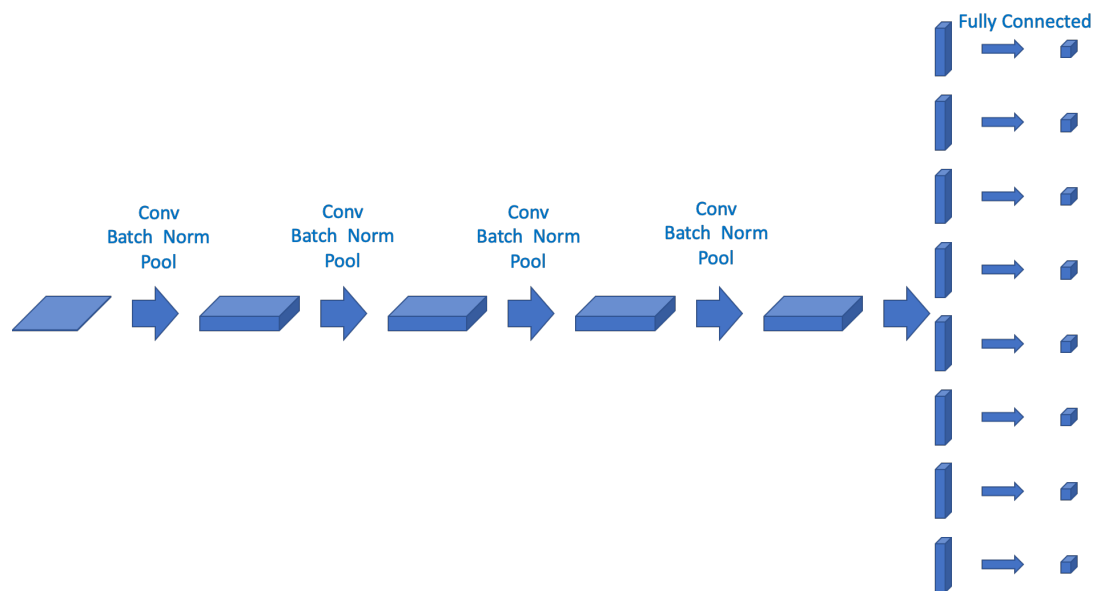 Fully Connected
Conv
Batch Norm
Pool
Conv
Batch Norm
Pool
Conv
Batch Norm
Pool
Conv
Batch Norm
Pool